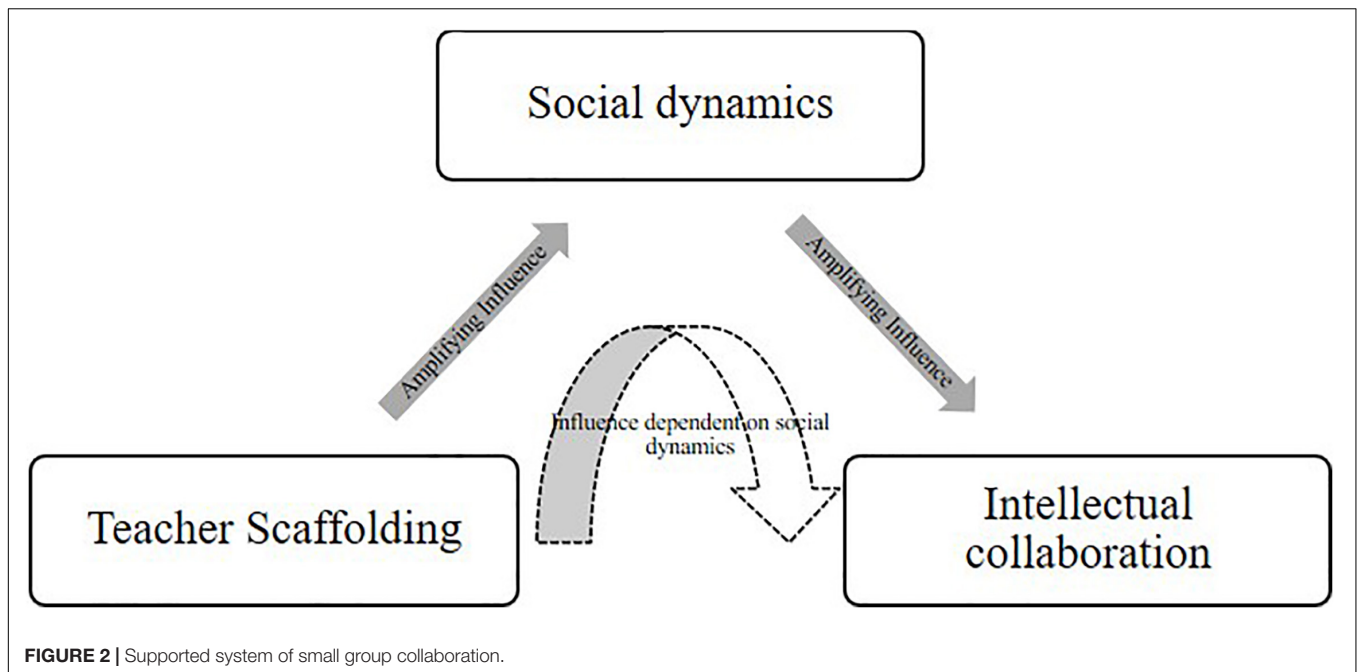 Social dynamics
Amplifying Influence
Amplifying Influence
Influence dependent on social
dynamics
Teacher Scaffolding
Intellectual
collaboration
FIGURE 2 | Supported system of small group collaboration.